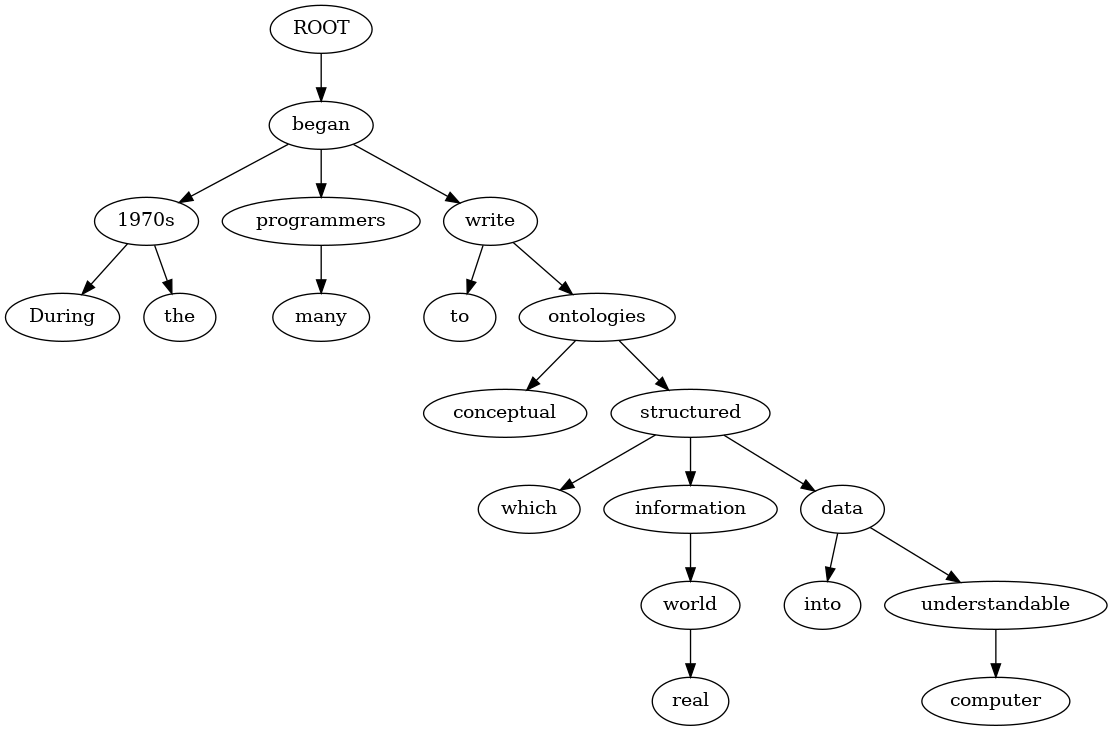 ROOT
began
1970s programmers write
During the many to ontologies
conceptual structured
which information data
world into understandable
real computer